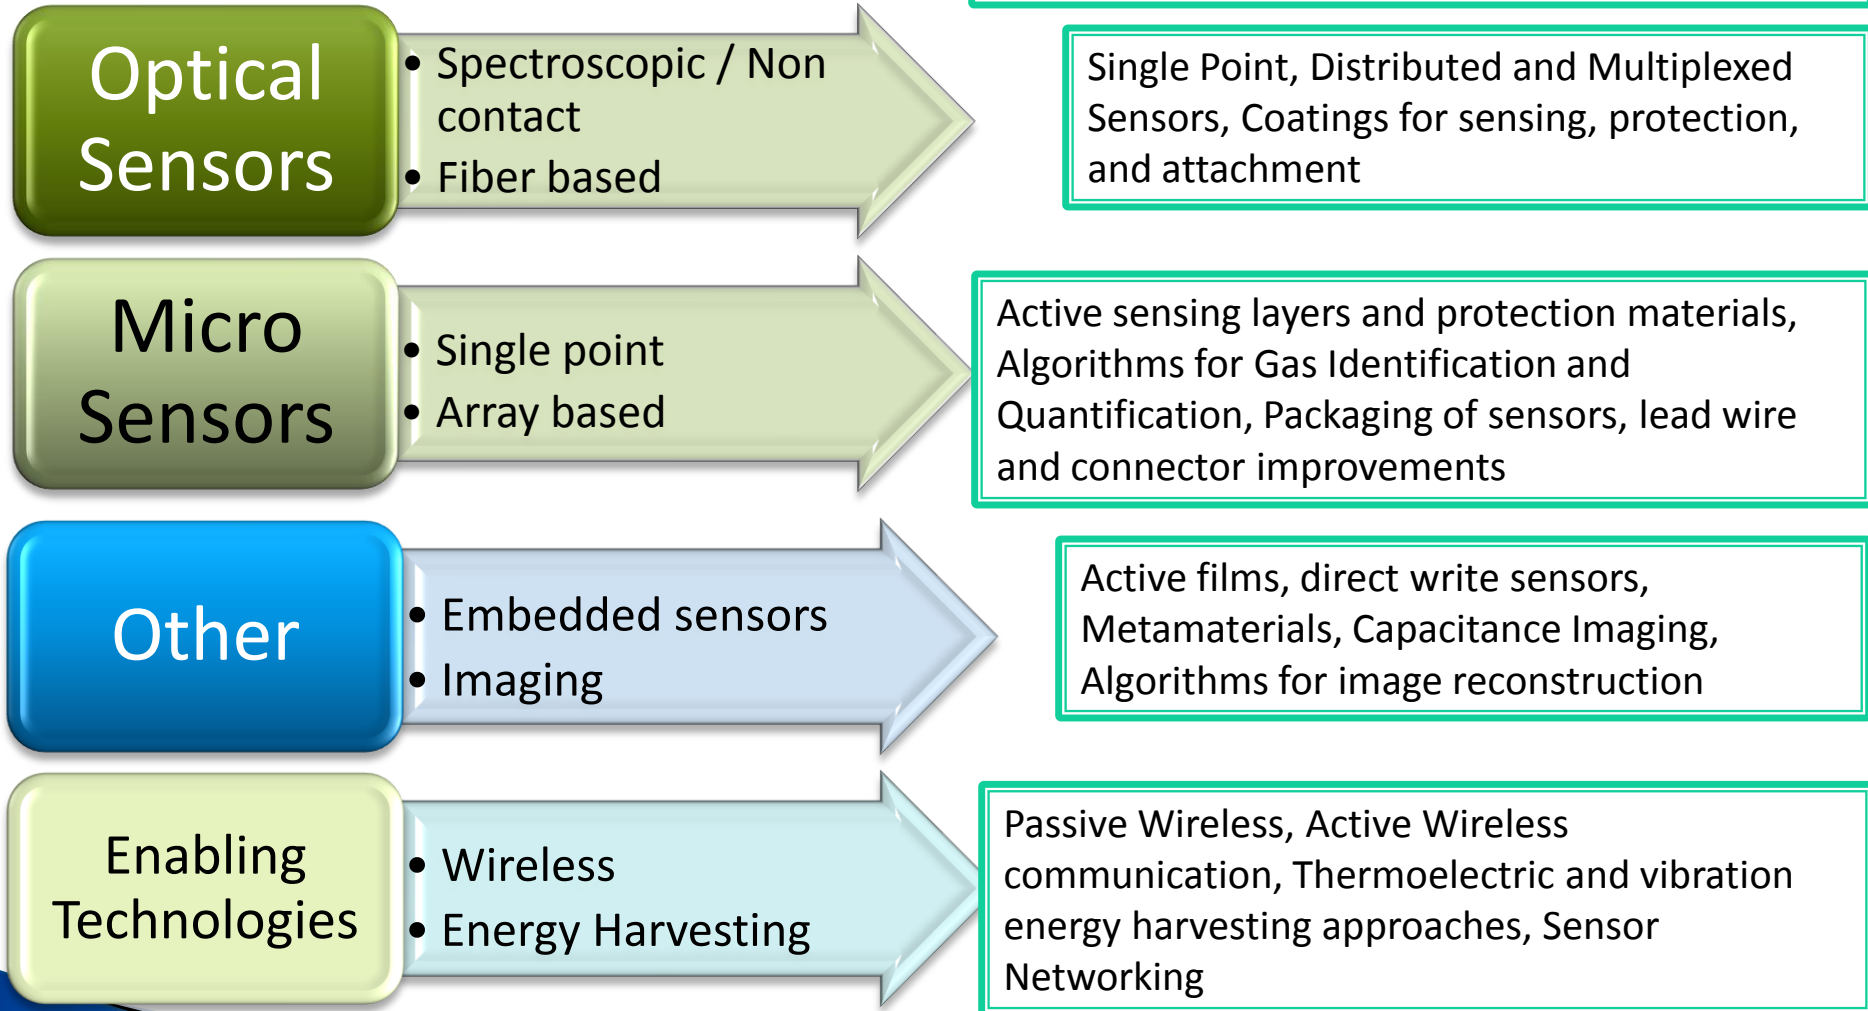 Optical
Sensors
• Spectroscopic / Non
contact
• Fiber based
Single Point, Distributed and Multiplexed
Sensors, Coatings for sensing, protection,
and attachment
Micro
Sensors
• Single point
• Array based
Active sensing layers and protection materials,
Algorithms for Gas Identification and
Quantification, Packaging of sensors, lead wire
and connector improvements
Other
• Embedded sensors
• Imaging
Active films, direct write sensors,
Metamaterials, Capacitance Imaging,
Algorithms for image reconstruction
Enabling
Technologies
• Wireless
• Energy Harvesting
Passive Wireless, Active Wireless
communication, Thermoelectric and vibration
energy harvesting approaches, Sensor
Networking